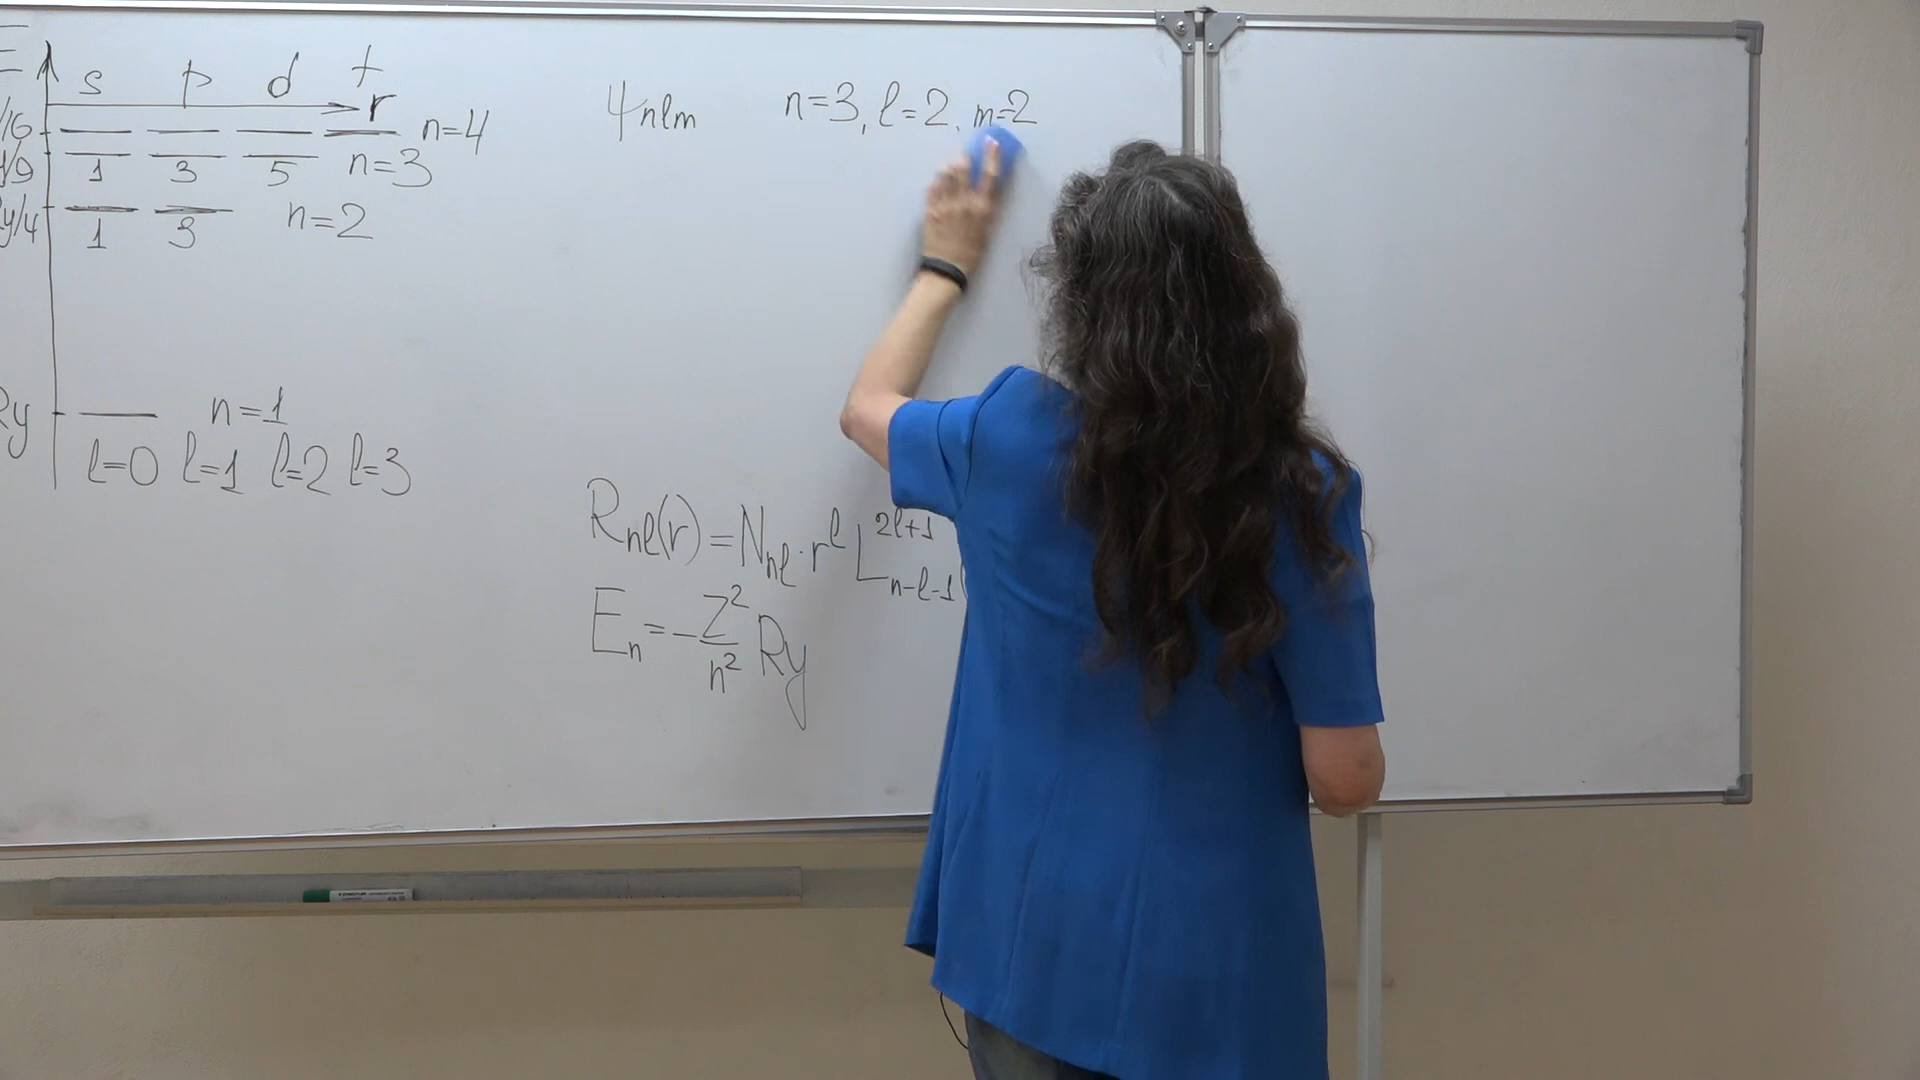 E s p d f
r
/16 n=4
/9 1 3 5 n=3
y/4 1 3 n=2
Ry n=1
l=0 l=1 l=2 l=3
Ψnlm n=3, l=2, m=2
Rnl(r)=Nnl·r^l L^2l+1_n-l-1(
En=-Z²/n² Ry